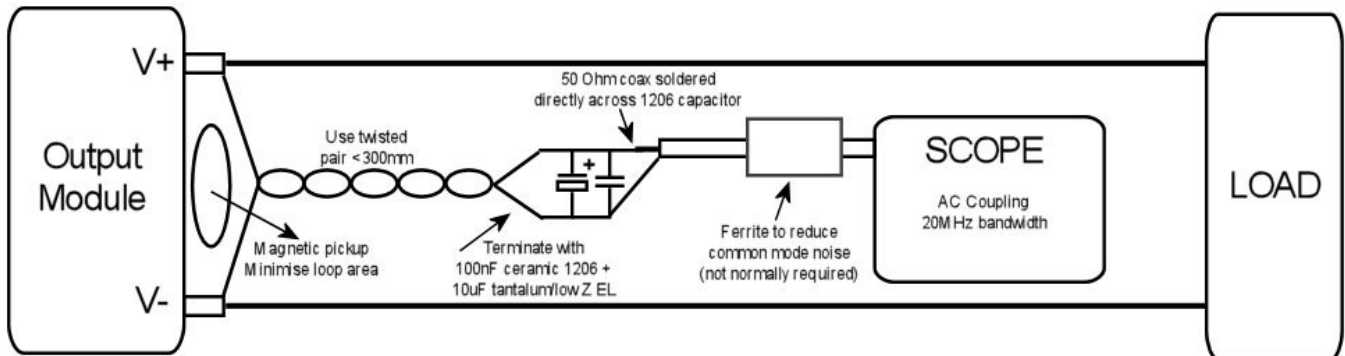 V+
Output
Module
V-
Use twisted
pair <300mm
Magnetic pickup
Minimise loop area
50 Ohm coax soldered
directly across 1206 capacitor
+
Terminate with
100nF ceramic 1206 +
10uF tantalum/low Z EL
Ferrite to reduce
common mode noise
(not normally required)
SCOPE
AC Coupling
20MHz bandwidth
LOAD